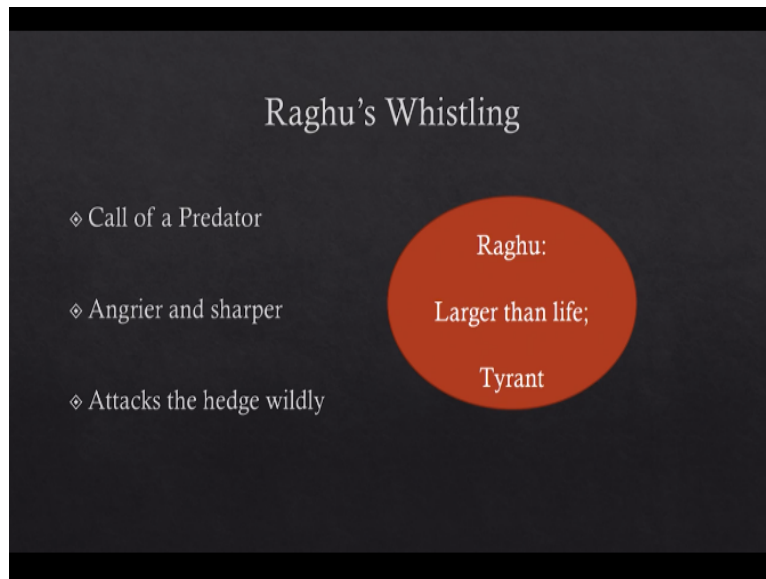 Raghu's Whistling
Call of a Predator
Angrier and sharper
Attacks the hedge wildly
Raghu:
Larger than life;
Tyrant